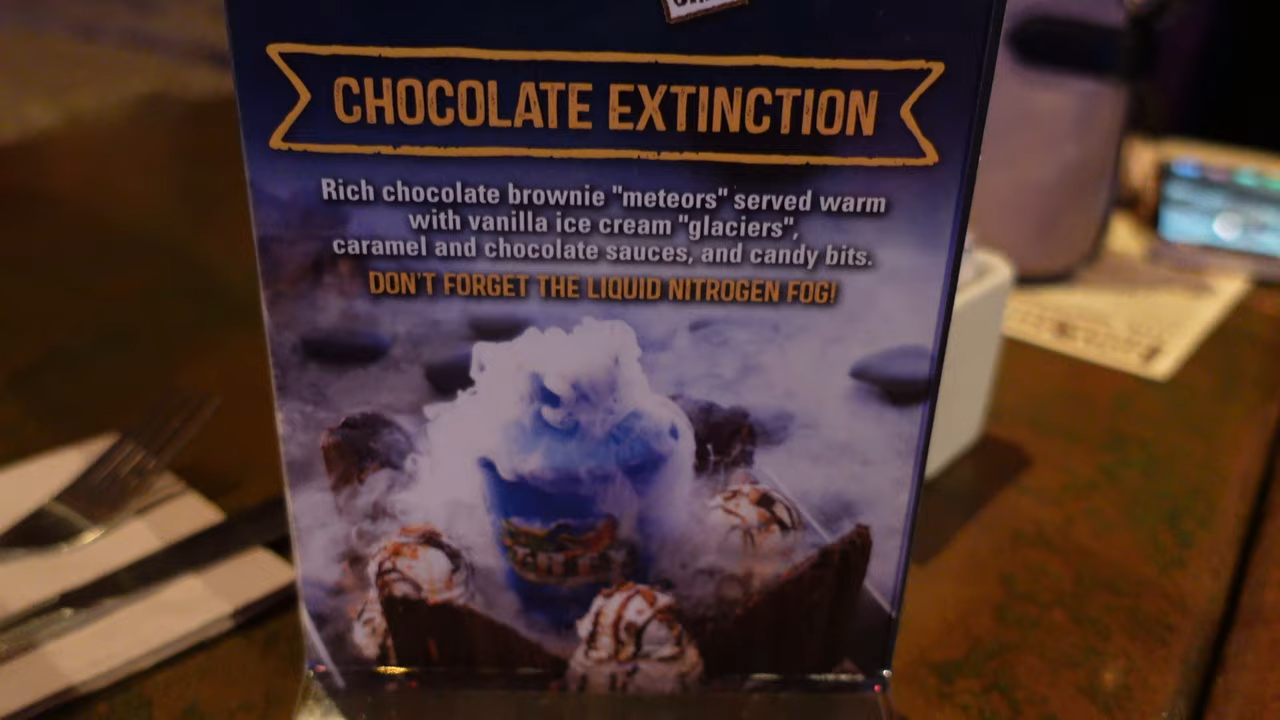 CHOCOLATE EXTINCTION
Rich chocolate brownie "meteors" served warm
with vanilla ice cream "glaciers",
caramel and chocolate sauces, and candy bits.
DON'T FORGET THE LIQUID NITROGEN FOG!